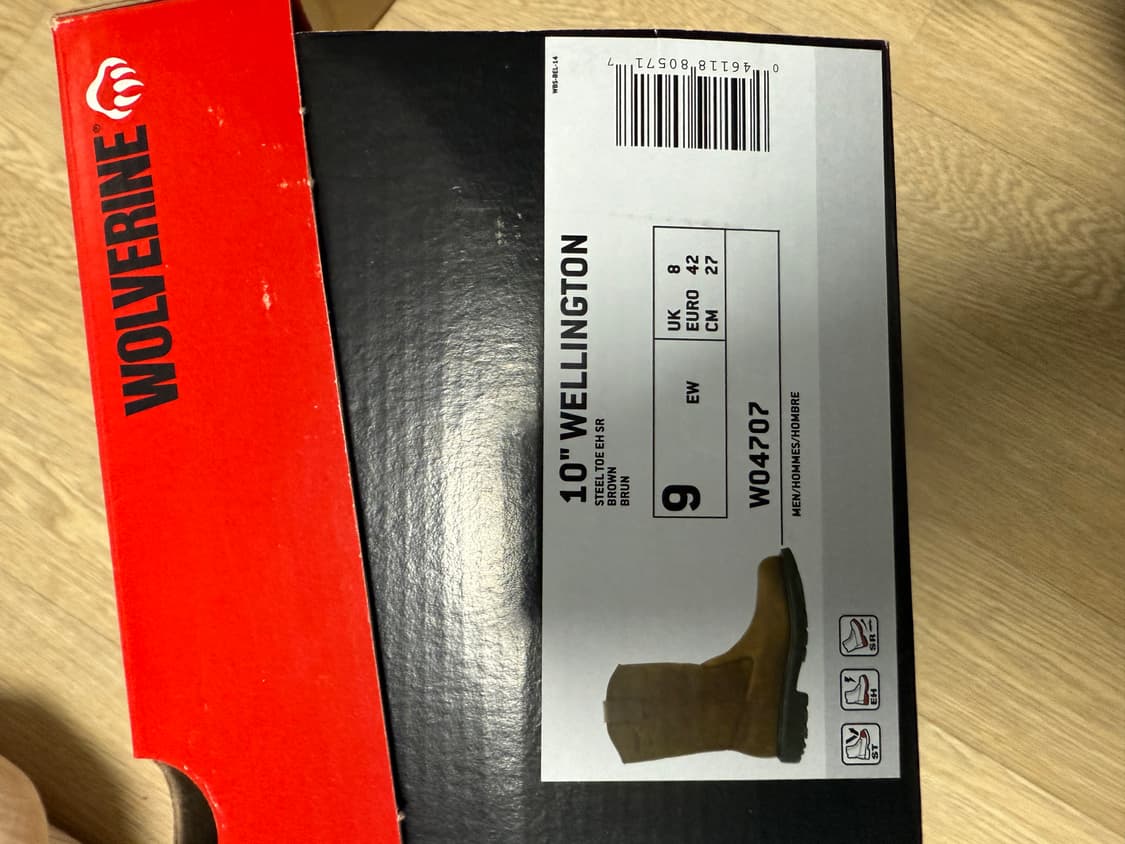 WOLVERINE®
WBS-REL-14
0 46118 80571 7
10" WELLINGTON
STEEL TOE EH SR
BROWN
BRUN
9 EW
UK 8
EURO 42
CM 27
W04707
MEN/HOMMES/HOMBRE
ST
EH
SR